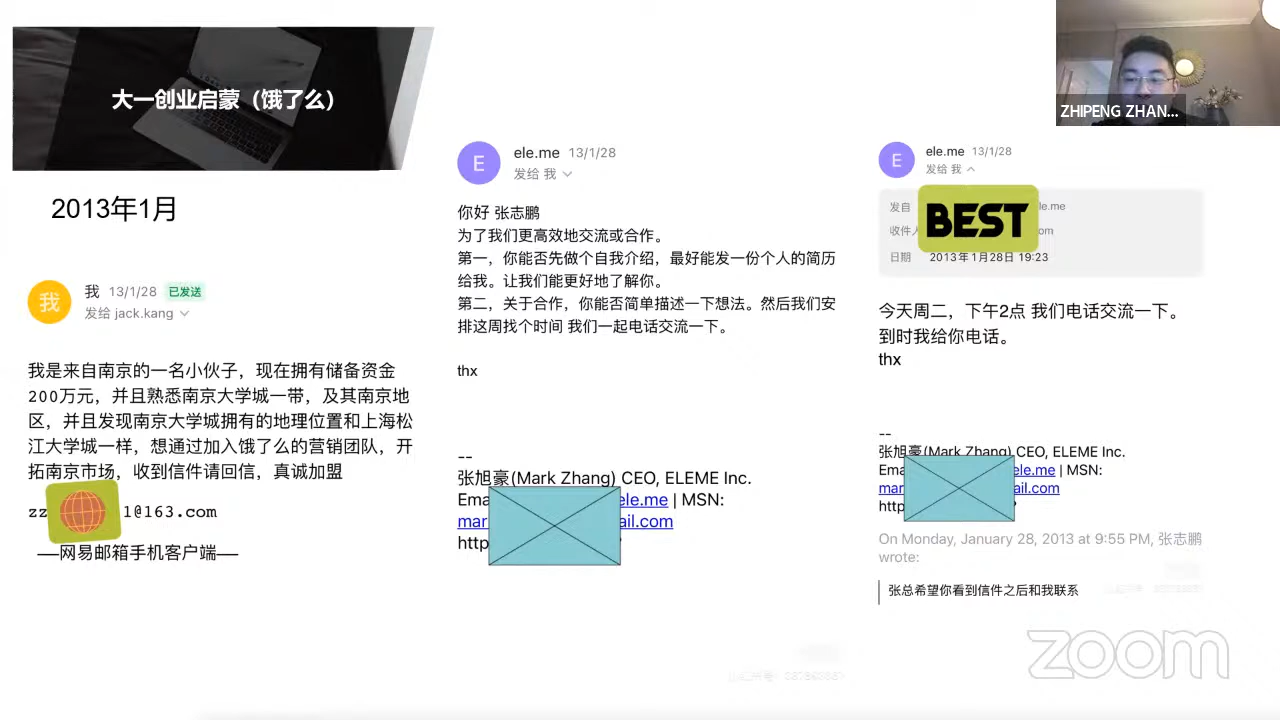 大一创业启蒙（饿了么）
2013年1月
我 13/1/28 已发送
发给 jack.kang
我是来自南京的一名小伙子，现在拥有储备资金
200万元，并且熟悉南京大学城一带，及其南京地
区，并且发现南京大学城拥有的地理位置和上海松
江大学城一样，想通过加入饿了么的营销团队，开
拓南京市场，收到信件请回信，真诚加盟
zz 1@163.com
——网易邮箱手机客户端——
E
ele.me 13/1/28
发给 我
你好 张志鹏
为了我们更高效地交流或合作。
第一，你能否先做个自我介绍，最好能发一份个人的简历
给我。让我们能更好地了解你。
第二，关于合作，你能否简单描述一下想法。然后我们安
排这周找个时间 我们一起电话交流一下。
thx
--
张旭豪(Mark Zhang) CEO, ELEME Inc.
Ema ele.me | MSN:
mar ail.com
http
ZHIPENG ZHAN...
E
ele.me 13/1/28
发给 我
发自 le.me
收件人 om
BEST
日期 2013年1月28日 19:23
今天周二，下午2点 我们电话交流一下。
到时我给你电话。
thx
--
张旭豪(Mark Zhang) CEO, ELEME Inc.
Ema ele.me | MSN:
mar ail.com
http
On Monday, January 28, 2013 at 9:55 PM, 张志鹏
wrote:
张总希望你看到信件之后和我联系
zoom